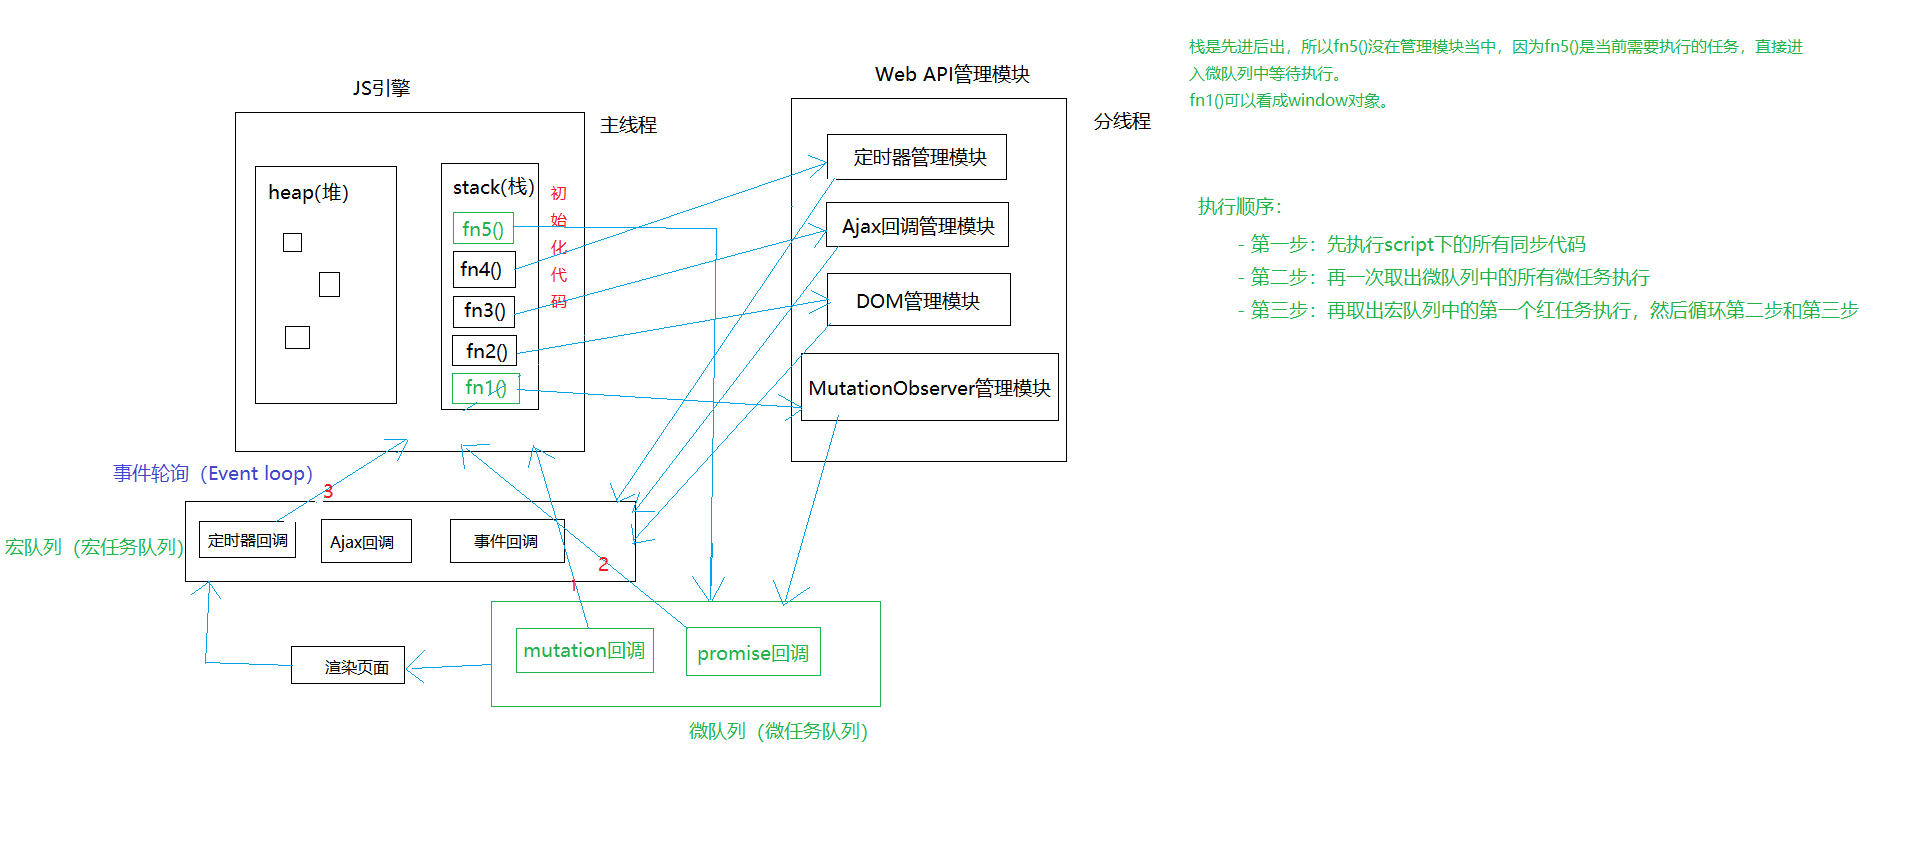 栈是先进后出，所以fn5()没在管理模块当中，因为fn5()是当前需要执行的任务，直接进
入微队列中等待执行。
fn1()可以看成window对象。
JS引擎
Web API管理模块
主线程
分线程
heap(堆)
stack(栈)
初
始
化
代
码
fn5()
fn4()
fn3()
fn2()
fn1()
定时器管理模块
Ajax回调管理模块
DOM管理模块
MutationObserver管理模块
执行顺序：
- 第一步：先执行script下的所有同步代码
- 第二步：再一次取出微队列中的所有微任务执行
- 第三步：再取出宏队列中的第一个红任务执行，然后循环第二步和第三步
事件轮询（Event loop）
3
宏队列（宏任务队列）
定时器回调
Ajax回调
事件回调
2
1
mutation回调
promise回调
渲染页面
微队列（微任务队列）